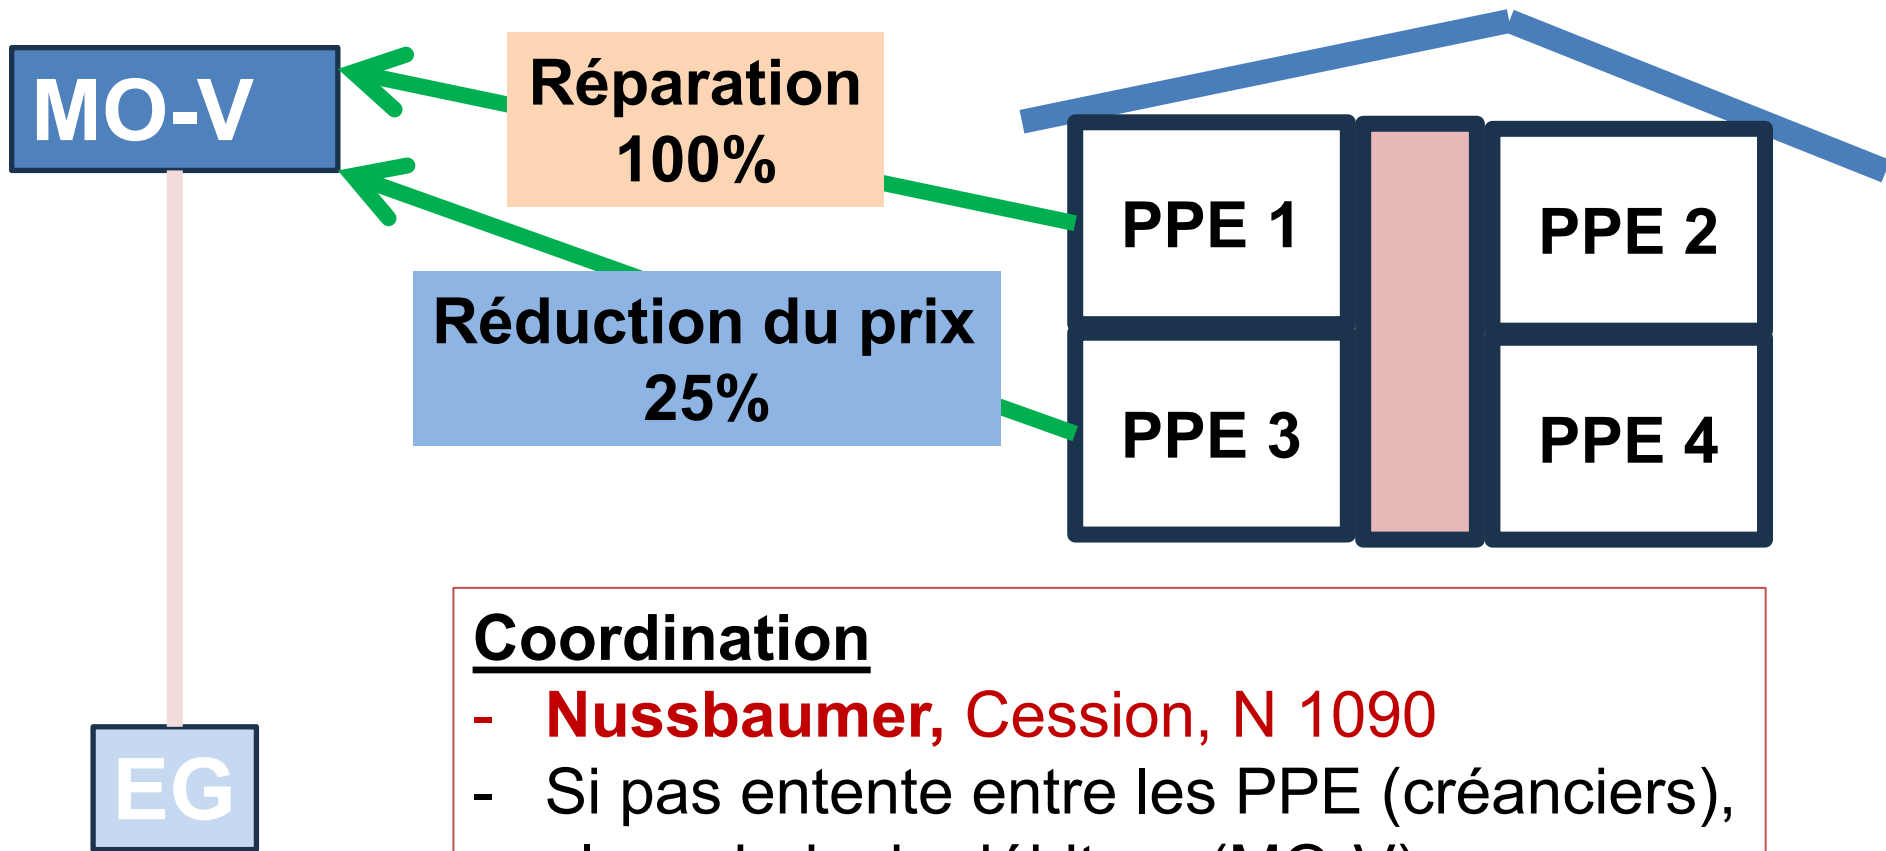 MO-V
Réparation
100%
Réduction du prix
25%
PPE 1
PPE 2
PPE 3
PPE 4
EG
Coordination
- Nussbaumer, Cession, N 1090
- Si pas entente entre les PPE (créanciers),
(MO-V)